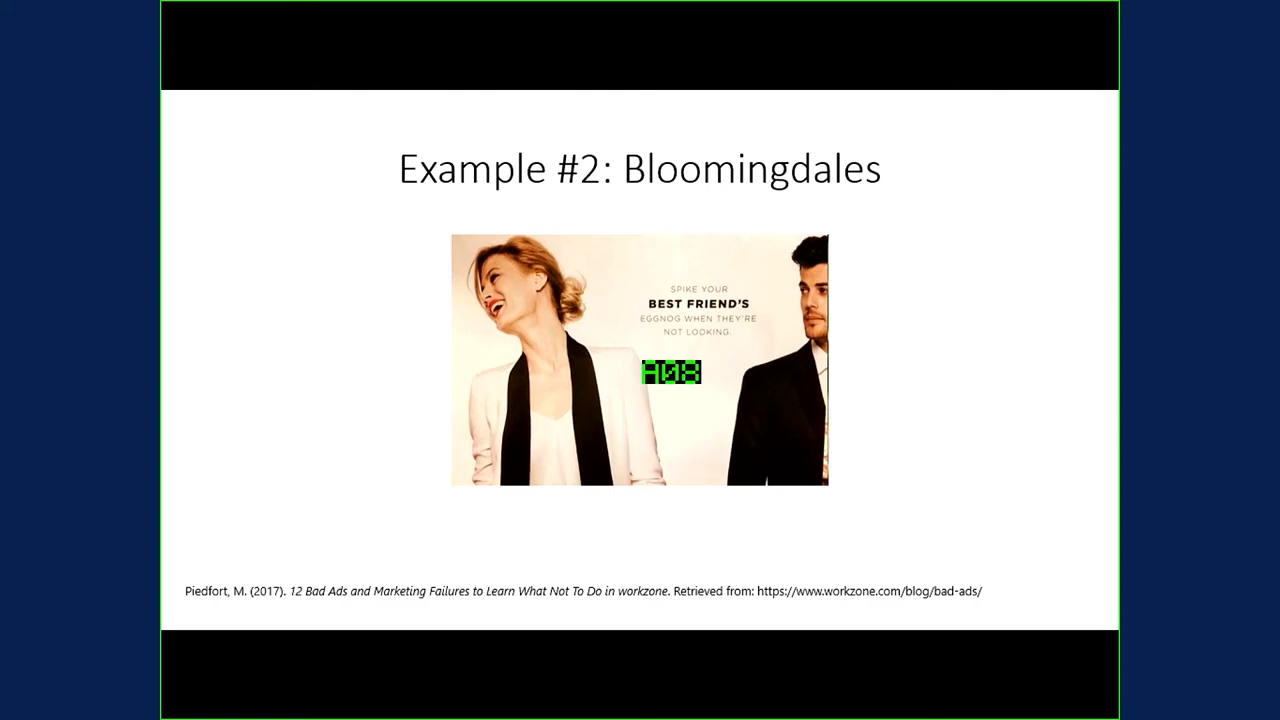 Example #2: Bloomingdales
SPIKE YOUR
BEST FRIEND'S
EGGNOG WHEN THEY'RE
NOT LOOKING.
A08
Piedfort, M. (2017). 12 Bad Ads and Marketing Failures to Learn What Not To Do in workzone. Retrieved from: https://www.workzone.com/blog/bad-ads/